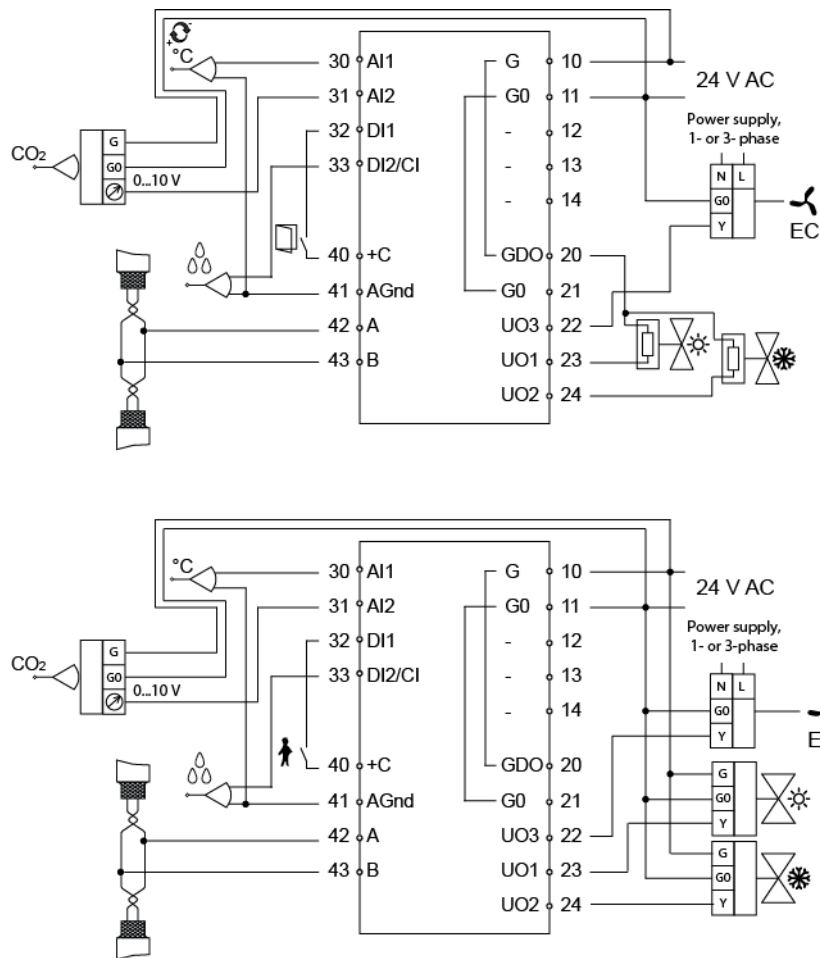 °C
30 AI1
G
10
24 V AC
31 AI2
G0
11
Power supply,
1- or 3- phase
32 DI1
-
12
G
CO2
G0
0...10 V
33 DI2/CI
-
13
N L
-
14
G0
Y
EC
40 +C
GDO 20
41 AGnd
G0
21
42 A
UO3 22
43 B
UO1 23
UO2 24
°C
30 AI1
G
10
24 V AC
31 AI2
G0
11
Power supply,
1- or 3-phase
32 DI1
-
12
G
CO2
G0
0...10 V
33 DI2/CI
-
13
N L
-
14
G0
Y
E
40 +C
GDO 20
G
41 AGnd
G0
21
G0
Y
42 A
UO3 22
43 B
UO1 23
G
G0
UO2 24
Y